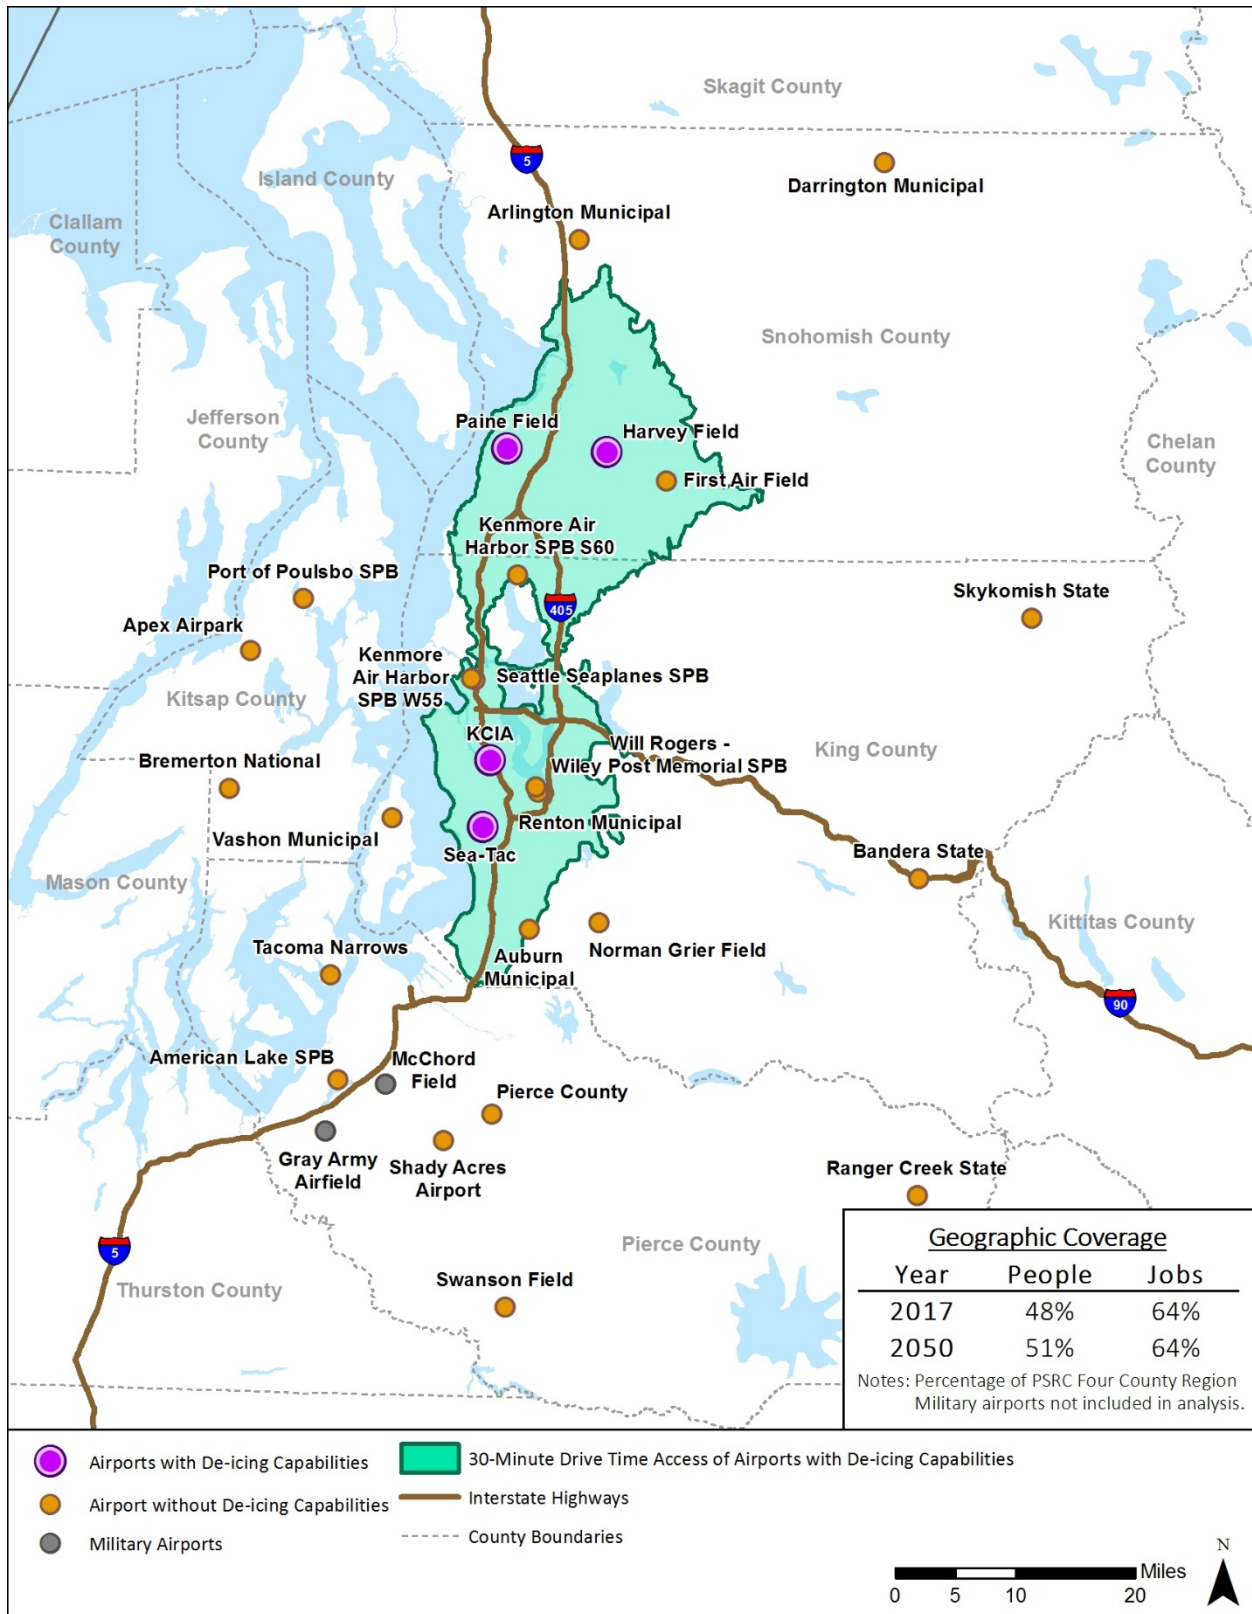 Skagit County
5
Island County
Darrington Municipal
Clallam
County
Arlington Municipal
Snohomish County
Jefferson
County
Paine Field
Harvey Field
Chelan
County
First Air Field
Kenmore Air
Harbor SPB S60
Port of Poulsbo SPB
Skykomish State
405
Apex Airpark
Kenmore
Air Harbor
SPB W55
Seattle Seaplanes SPB
Kitsap County
KCIA
Will Rogers -
Wiley Post Memorial SPB
King County
Bremerton National
Vashon Municipal
Renton Municipal
Sea-Tac
Bandera State
Mason County
Kittitas County
Tacoma Narrows
Auburn
Municipal
Norman Grier Field
90
American Lake SPB
McChord
Field
Pierce County
Gray Army
Airfield
Shady Acres
Airport
Ranger Creek State
5
Pierce County
Thurston County
Swanson Field
Geographic Coverage
Year People Jobs
2017 48% 64%
2050 51% 64%
Notes: Percentage of PSRC Four County Region
Military airports not included in analysis.
Airports with De-icing Capabilities
30-Minute Drive Time Access of Airports with De-icing Capabilities
Airport without De-icing Capabilities
Interstate Highways
Military Airports
County Boundaries
N
Miles
0 5 10 20